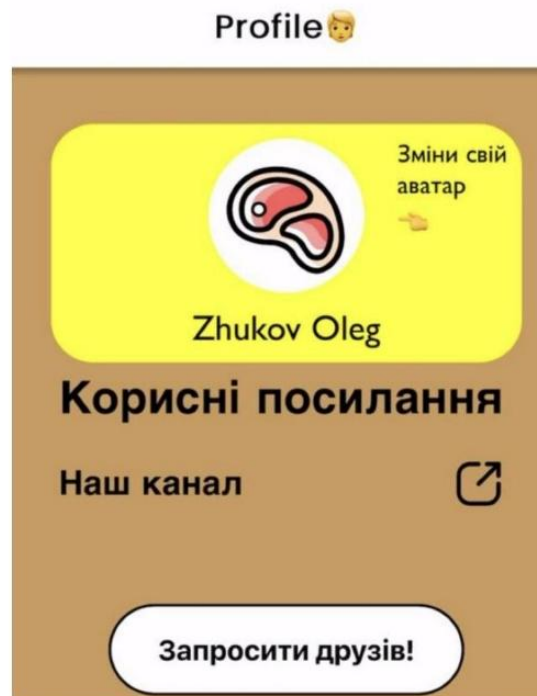 Profile
Зміни свій
аватар
Zhukov Oleg
Корисні посилання
Наш канал
Запросити друзів!